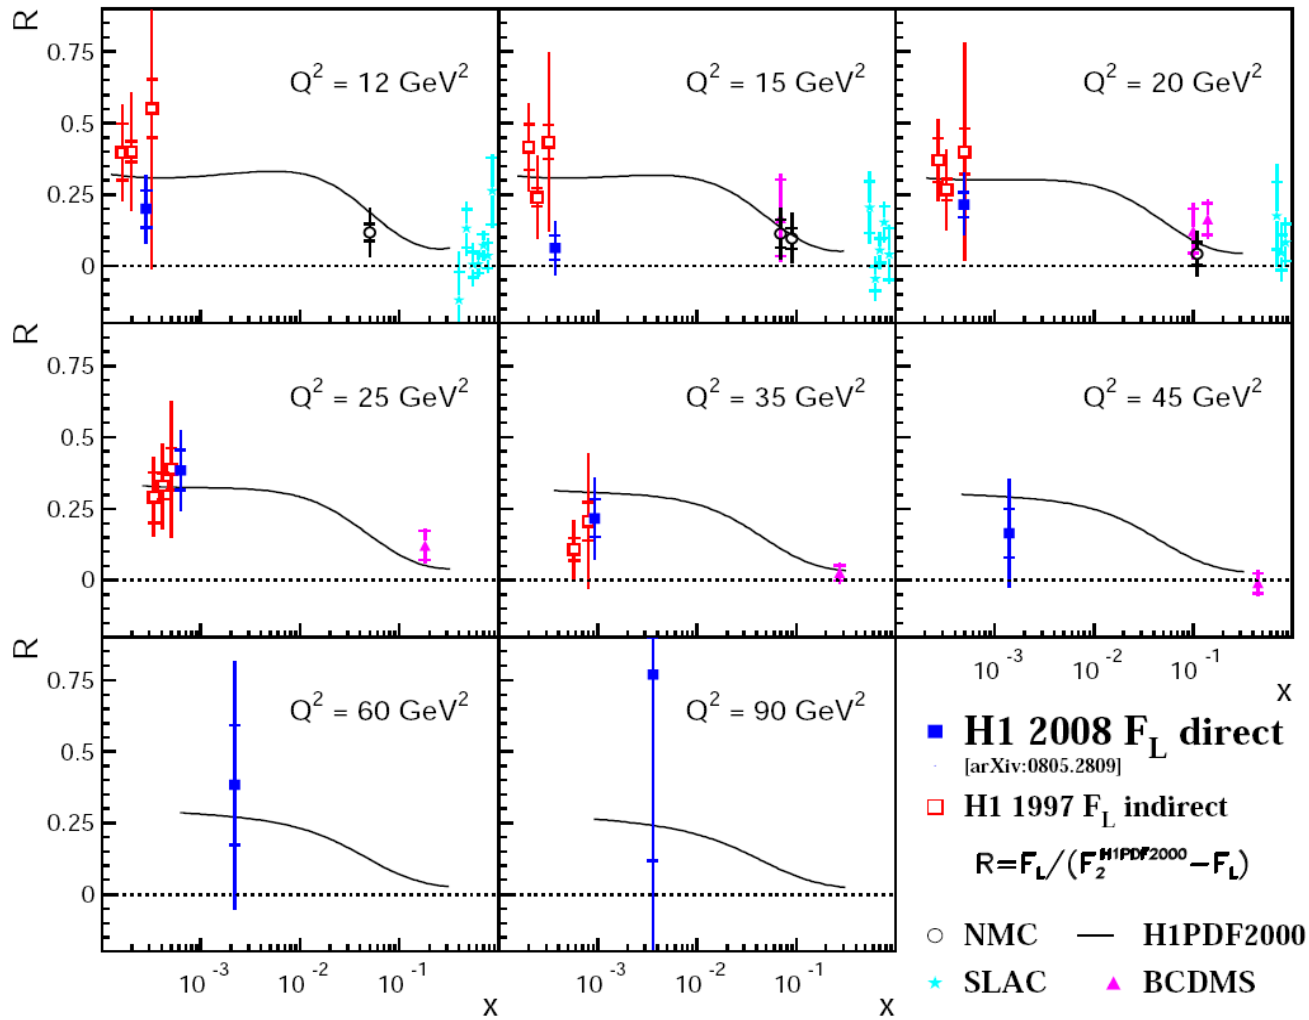 R
0.75
0.5
0.25
0
Q² = 12 GeV²
Q² = 15 GeV²
Q² = 20 GeV²
R
0.75
0.5
0.25
0
Q² = 25 GeV²
Q² = 35 GeV²
Q² = 45 GeV²
10⁻³ 10⁻² 10⁻¹
X
R
0.75
0.5
0.25
0
Q² = 60 GeV²
Q² = 90 GeV²
10⁻³ 10⁻² 10⁻¹
X
10⁻³ 10⁻² 10⁻¹
X
H1 2008 F_L direct
[arXiv:0805.2809]
H1 1997 F_L indirect
R=F_L/(F_2^H1PDF2000-F_L)
NMC
H1PDF2000
SLAC
BCDMS